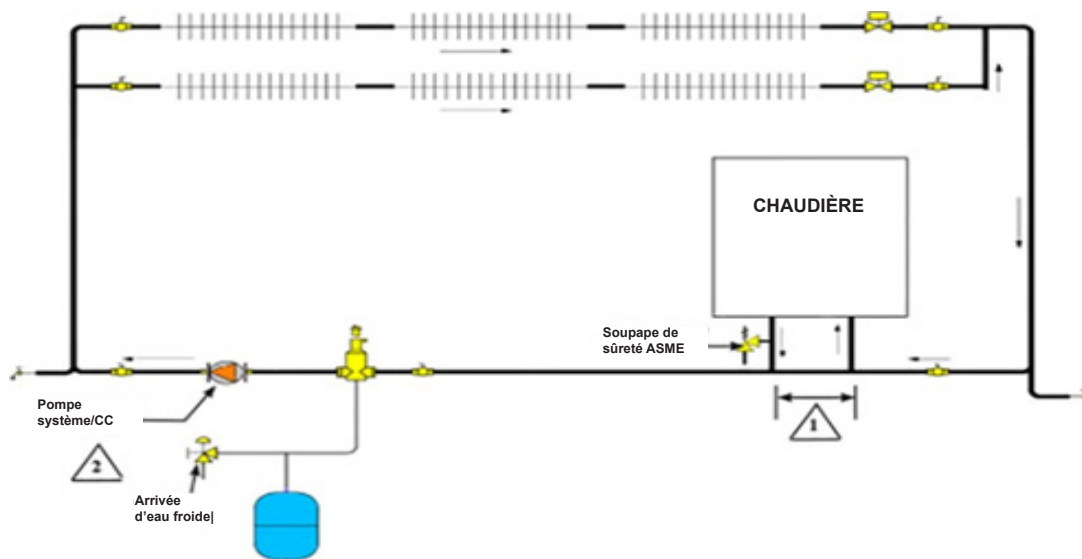 CHAUDIÈRE
Soupape de
sûreté ASME
1
Pompe
système/CC
2
Arrivée
d'eau froide|